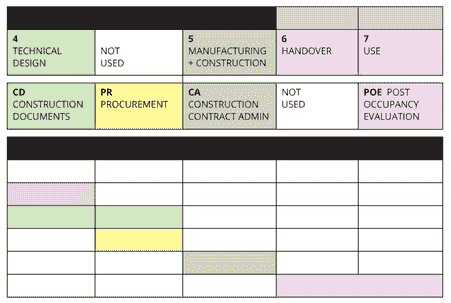 4
TECHNICAL
DESIGN
NOT
USED
5
MANUFACTURING
+ CONSTRUCTION
6
HANDOVER
7
USE
CD
CONSTRUCTION
DOCUMENTS
PR
PROCUREMENT
CA
CONSTRUCTION
CONTRACT ADMIN
NOT
USED
POE POST
OCCUPANCY
EVALUATION